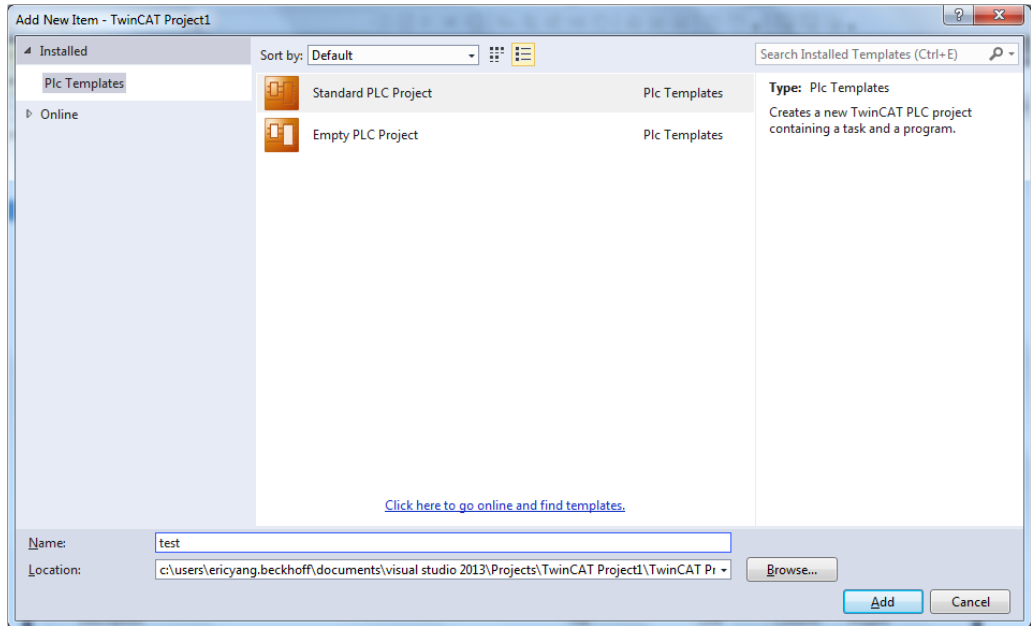 Add New Item - TwinCAT Project1
Installed
Plc Templates
Online
Sort by: Default
Search Installed Templates (Ctrl+E)
Standard PLC Project Plc Templates
Empty PLC Project Plc Templates
Type: Plc Templates
Creates a new TwinCAT PLC project
containing a task and a program.
Click here to go online and find templates.
Name: test
Location: c:\users\ericyang.beckhoff\documents\visual studio 2013\Projects\TwinCAT Project1\TwinCAT Pr
Browse...
Add Cancel